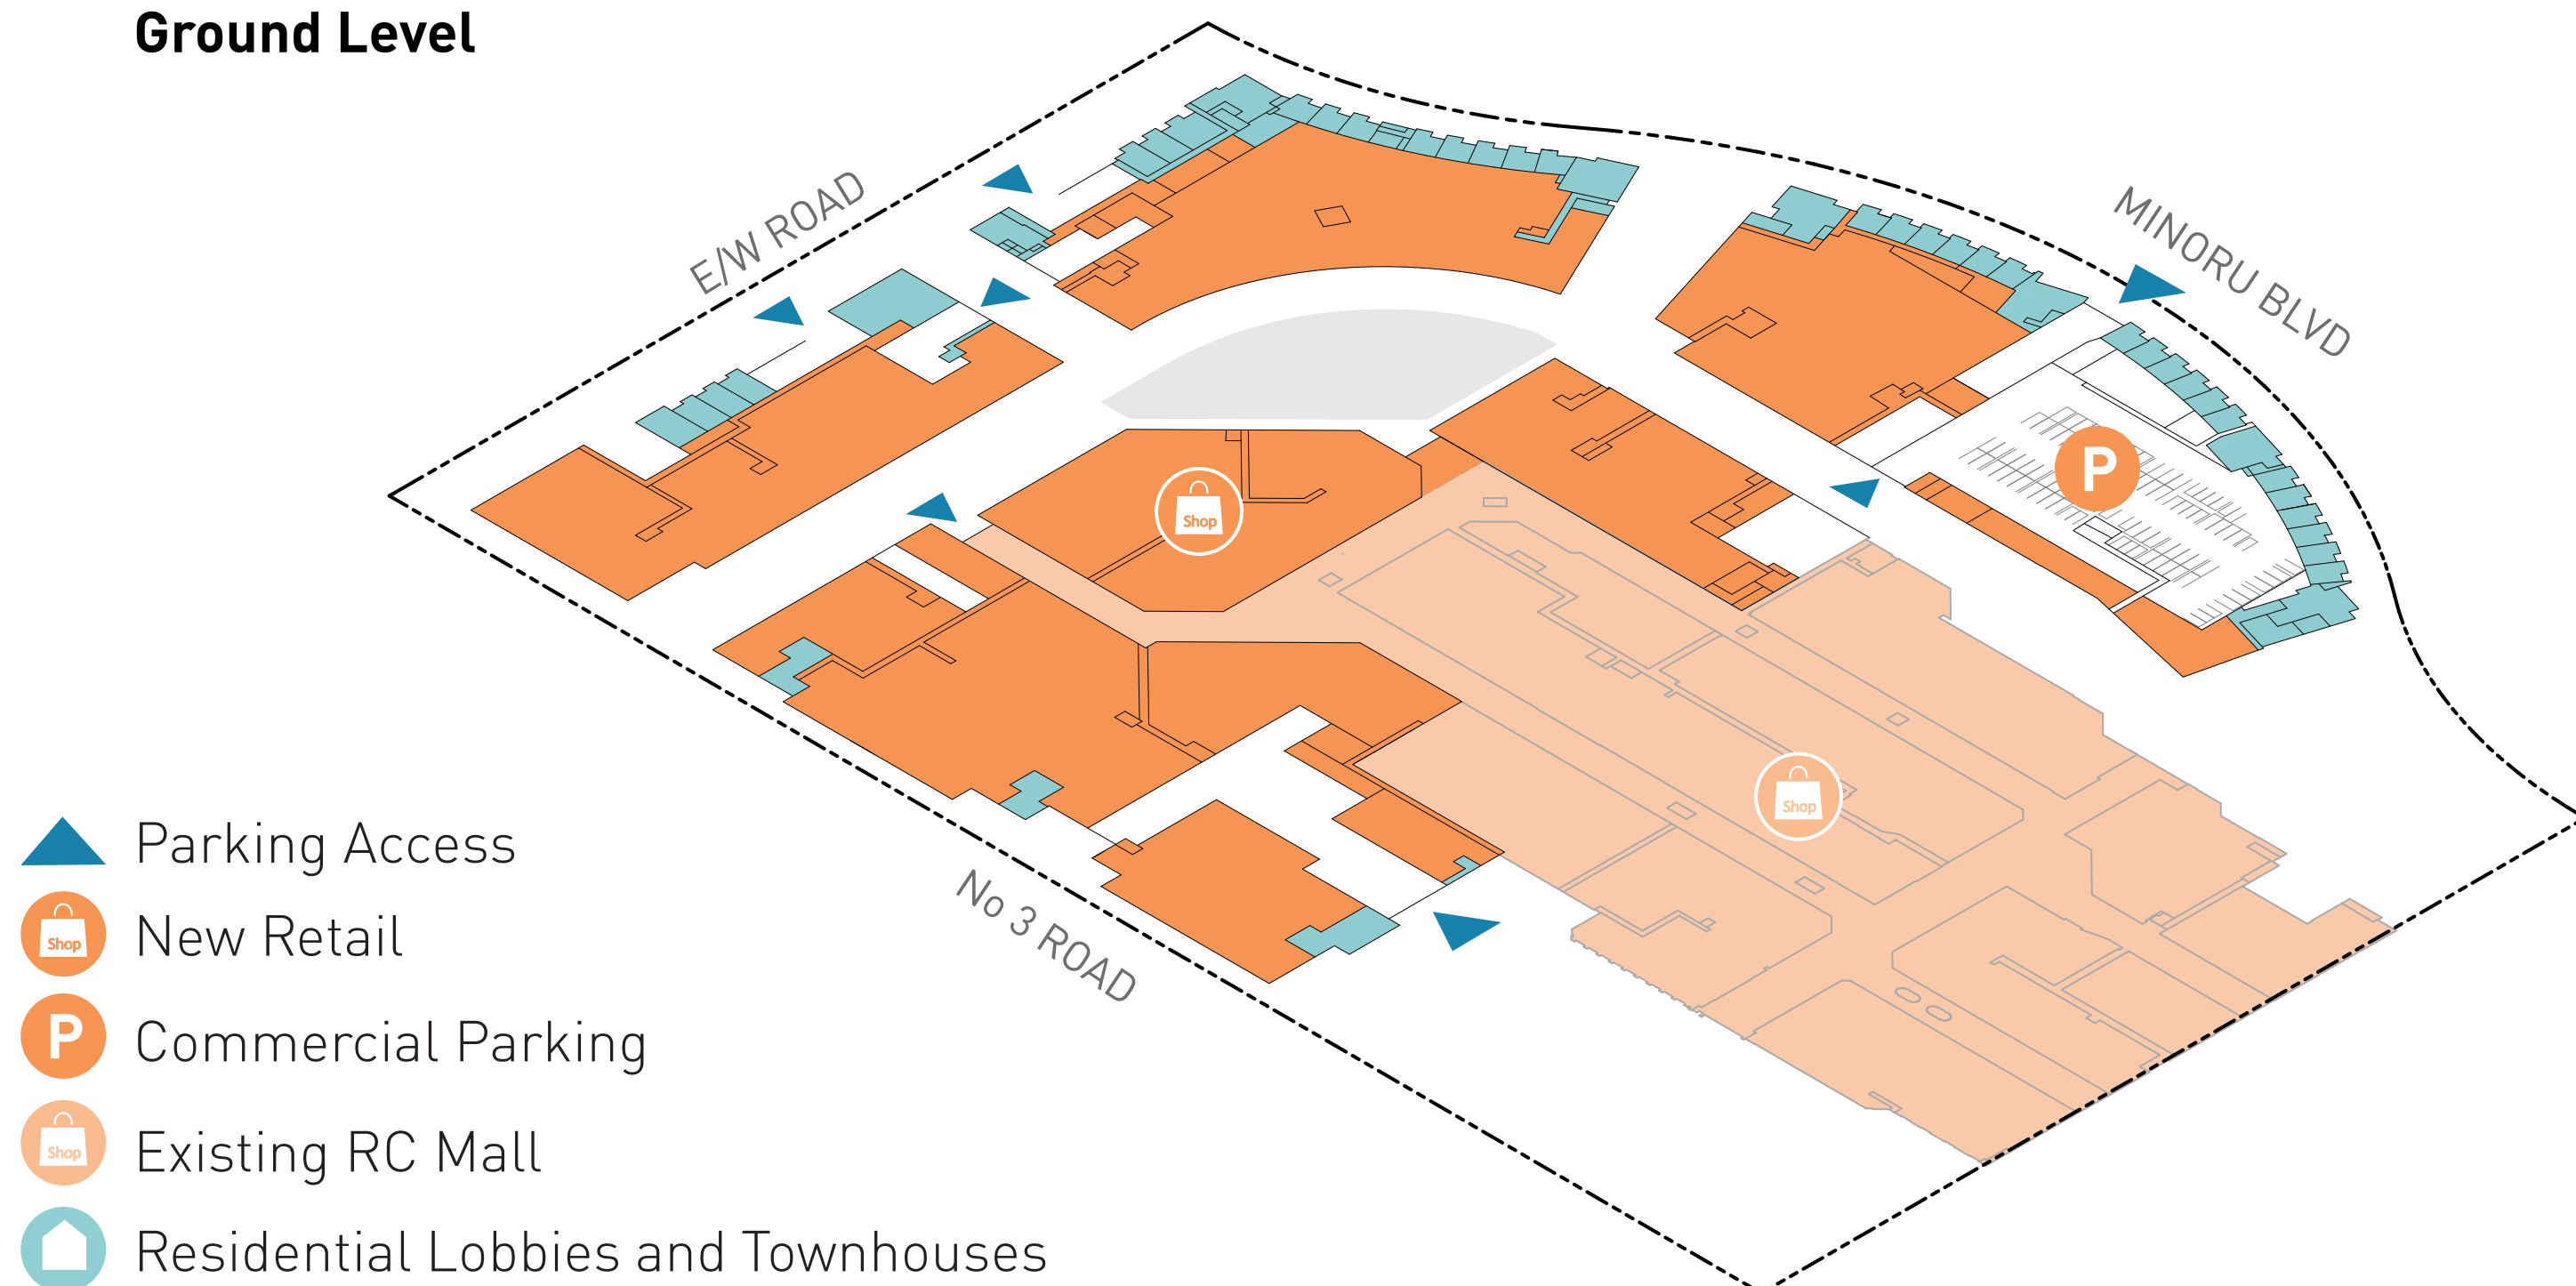 Ground Level
E/W ROAD
MINORU BLVD
P
Shop
Shop
No 3 ROAD
Parking Access
Shop
New Retail
P
Commercial Parking
Shop
Existing RC Mall
Residential Lobbies and Townhouses